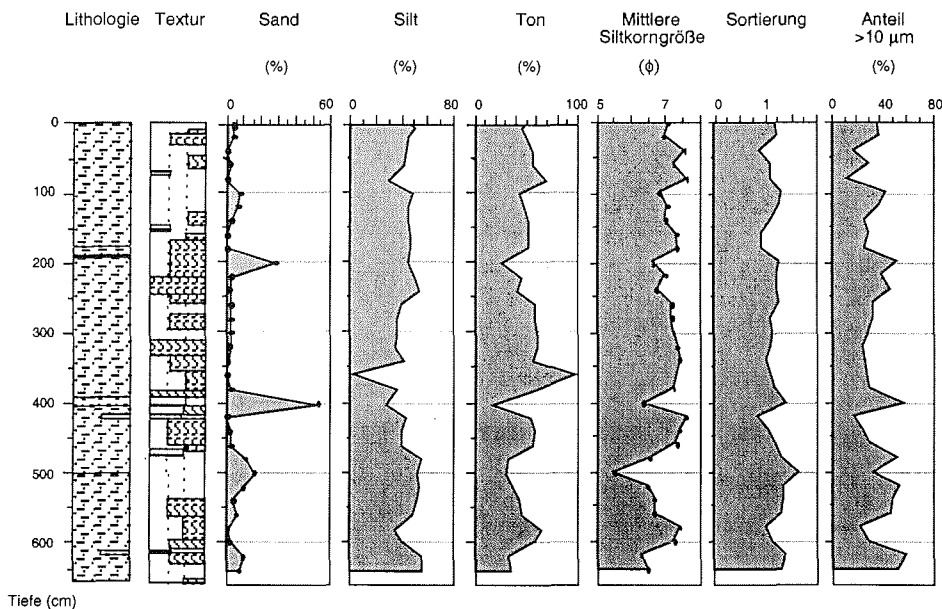 Lithologie Textur Sand Silt Ton Mittlere Siltkorngröße Sortierung Anteil >10 µm
(%) (%) (%) (ϕ) (%)
0 60 0 80 0 100 5 7 0 1 0 40 80
0
100
200
300
400
500
600
Tiefe (cm)